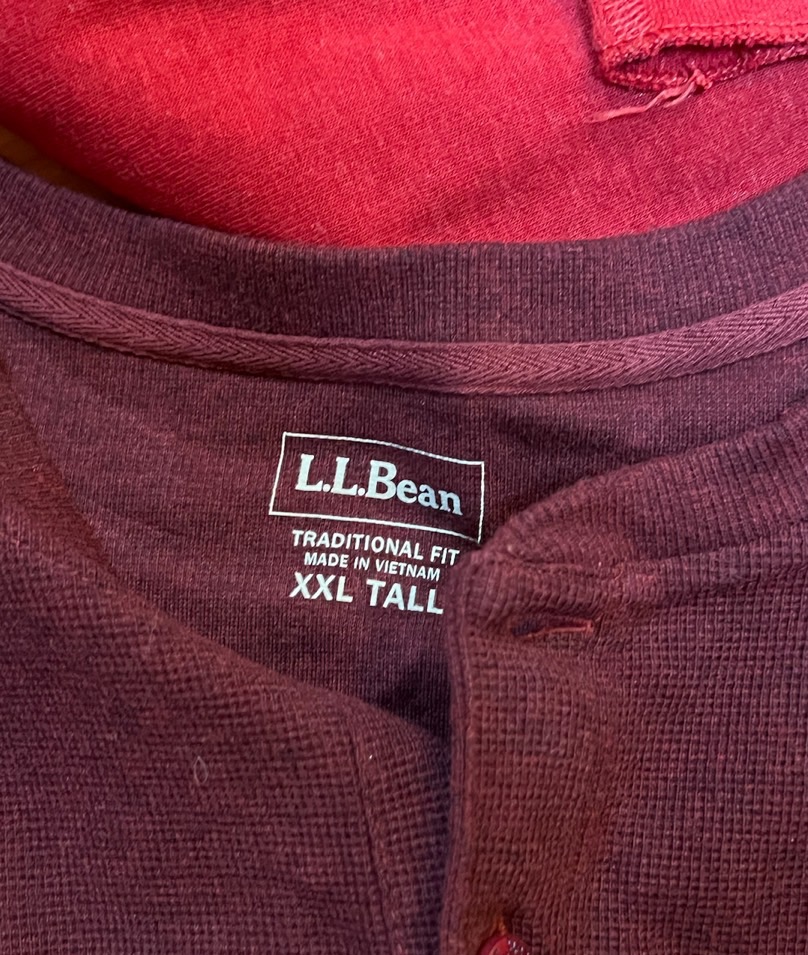 L.L.Bean
TRADITIONAL FIT
MADE IN VIETNAM
XXL TALL